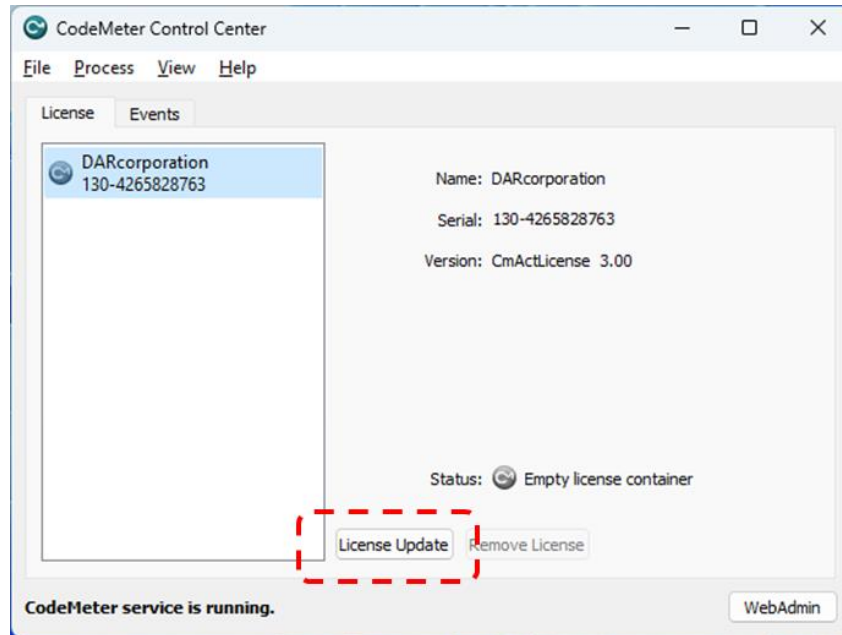 CodeMeter Control Center
File Process View Help
License Events
DARcorporation
130-4265828763
Name: DARcorporation
Serial: 130-4265828763
Version: CmActLicense 3.00
Status: Empty license container
License Update Remove License
CodeMeter service is running. WebAdmin